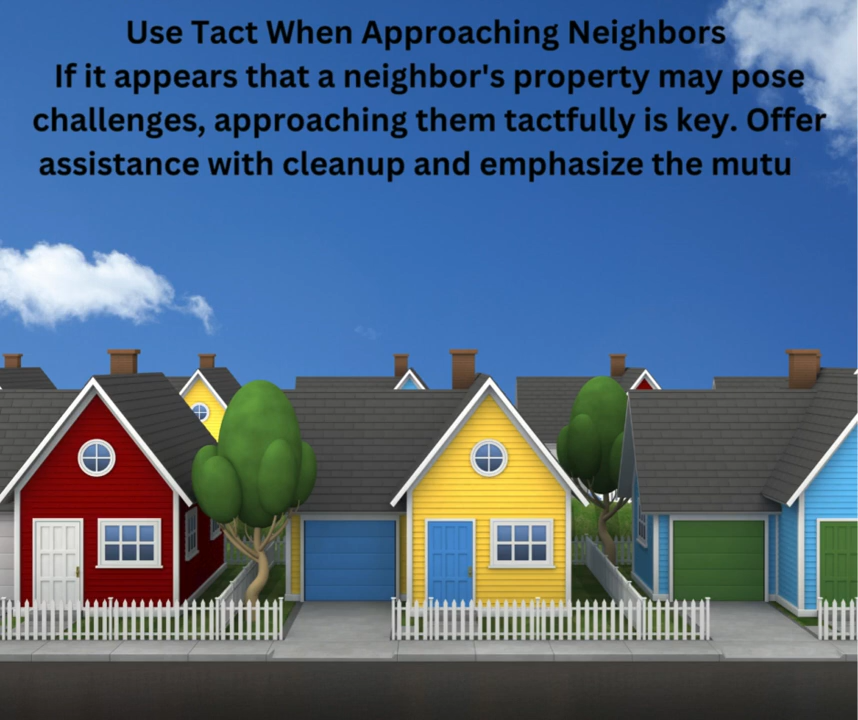 Use Tact When Approaching Neighbors
If it appears that a neighbor's property may pose
challenges, approaching them tactfully is key. Offer
assistance with cleanup and emphasize the mutu